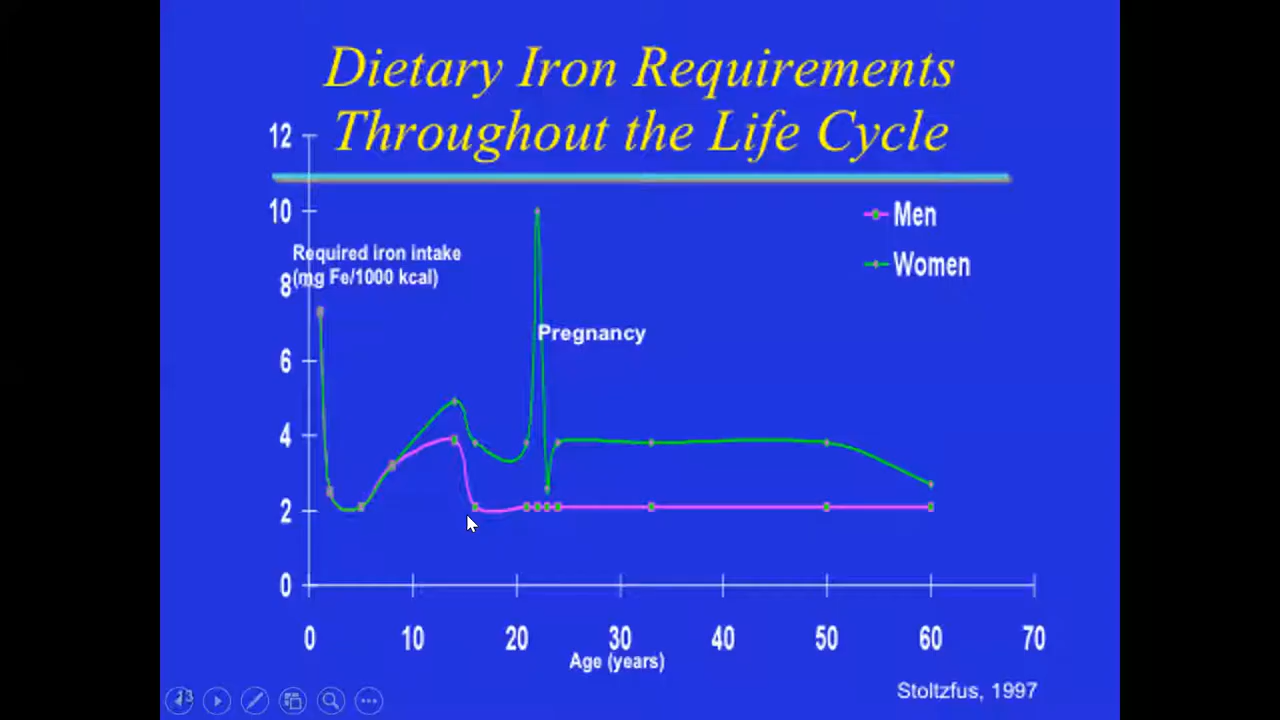 Dietary Iron Requirements
Throughout the Life Cycle
12
10
8
6
4
2
0
Required iron intake
(mg Fe/1000 kcal)
Men
Women
Pregnancy
0 10 20 30 40 50 60 70
Age (years)
Stoltzfus, 1997